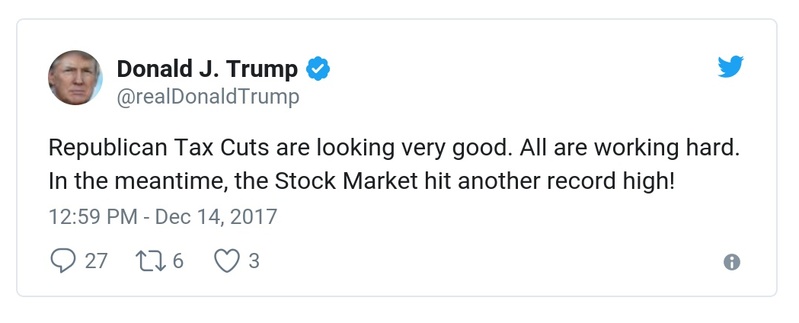 Donald J. Trump
@realDonaldTrump
Republican Tax Cuts are looking very good. All are working hard.
In the meantime, the Stock Market hit another record high!
12:59 PM - Dec 14, 2017
27 6 3